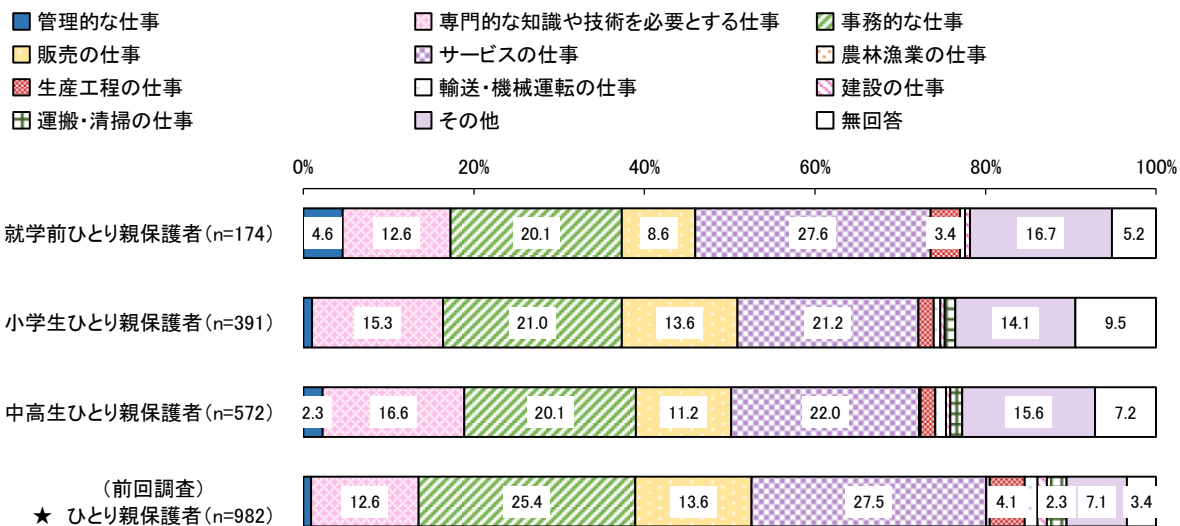 管理的な仕事 専門的な知識や技術を必要とする仕事 事務的な仕事
販売の仕事 サービスの仕事 農林漁業の仕事
生産工程の仕事 輸送・機械運転の仕事 建設の仕事
運搬・清掃の仕事 その他 無回答
0% 20% 40% 60% 80% 100%
就学前ひとり親保護者(n=174) 4.6 12.6 20.1 8.6 27.6 3.4 16.7 5.2
小学生ひとり親保護者(n=391) 15.3 21.0 13.6 21.2 14.1 9.5
中高生ひとり親保護者(n=572) 2.3 16.6 20.1 11.2 22.0 15.6 7.2
(前回調査)
★ ひとり親保護者(n=982) 12.6 25.4 13.6 27.5 4.1 2.3 7.1 3.4